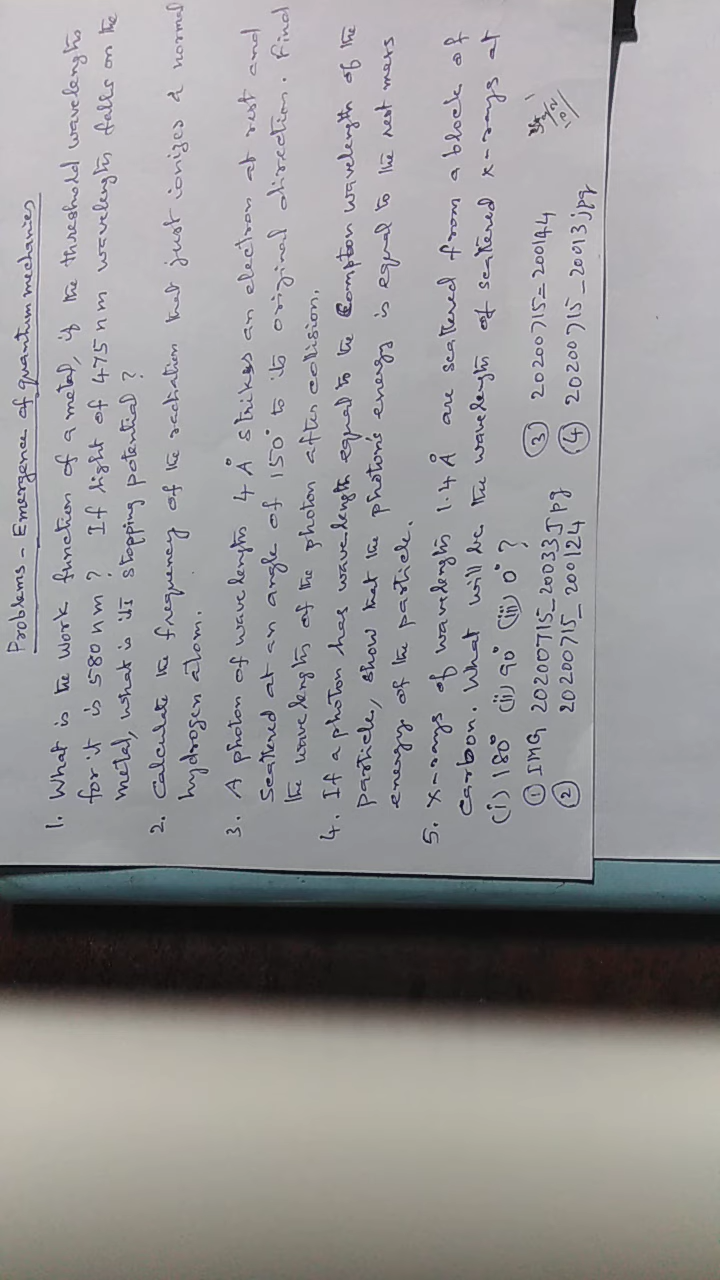 Problems - Emergence of quantum mechanics
1. What is the work function of a metal, if the threshold wavelength
for it is 580 nm? If light of 475 nm wavelength falls on the
metal, what is its stopping potential?
2. Calculate the frequency of the radiation that just ionizes a normal
hydrogen atom.
3. A photon of wavelength 4 Å strikes an electron at rest and
scattered at an angle of 150° to its original direction. Find
the wavelength of the photon after collision.
4. If a photon has wavelength equal to the Compton wavelength of the
particle, show that the photon's energy is equal to the rest mass
energy of the particle.
5. X-rays of wavelength 1.4 Å are scattered from a block of
carbon. What will be the wavelength of scattered x-rays at
(i) 180° (ii) 90° (iii) 0°?
① IMG 20200715_20033Jpg ③ 20200715=200144
② 20200715_200124 ④ 20200715_20013jpg